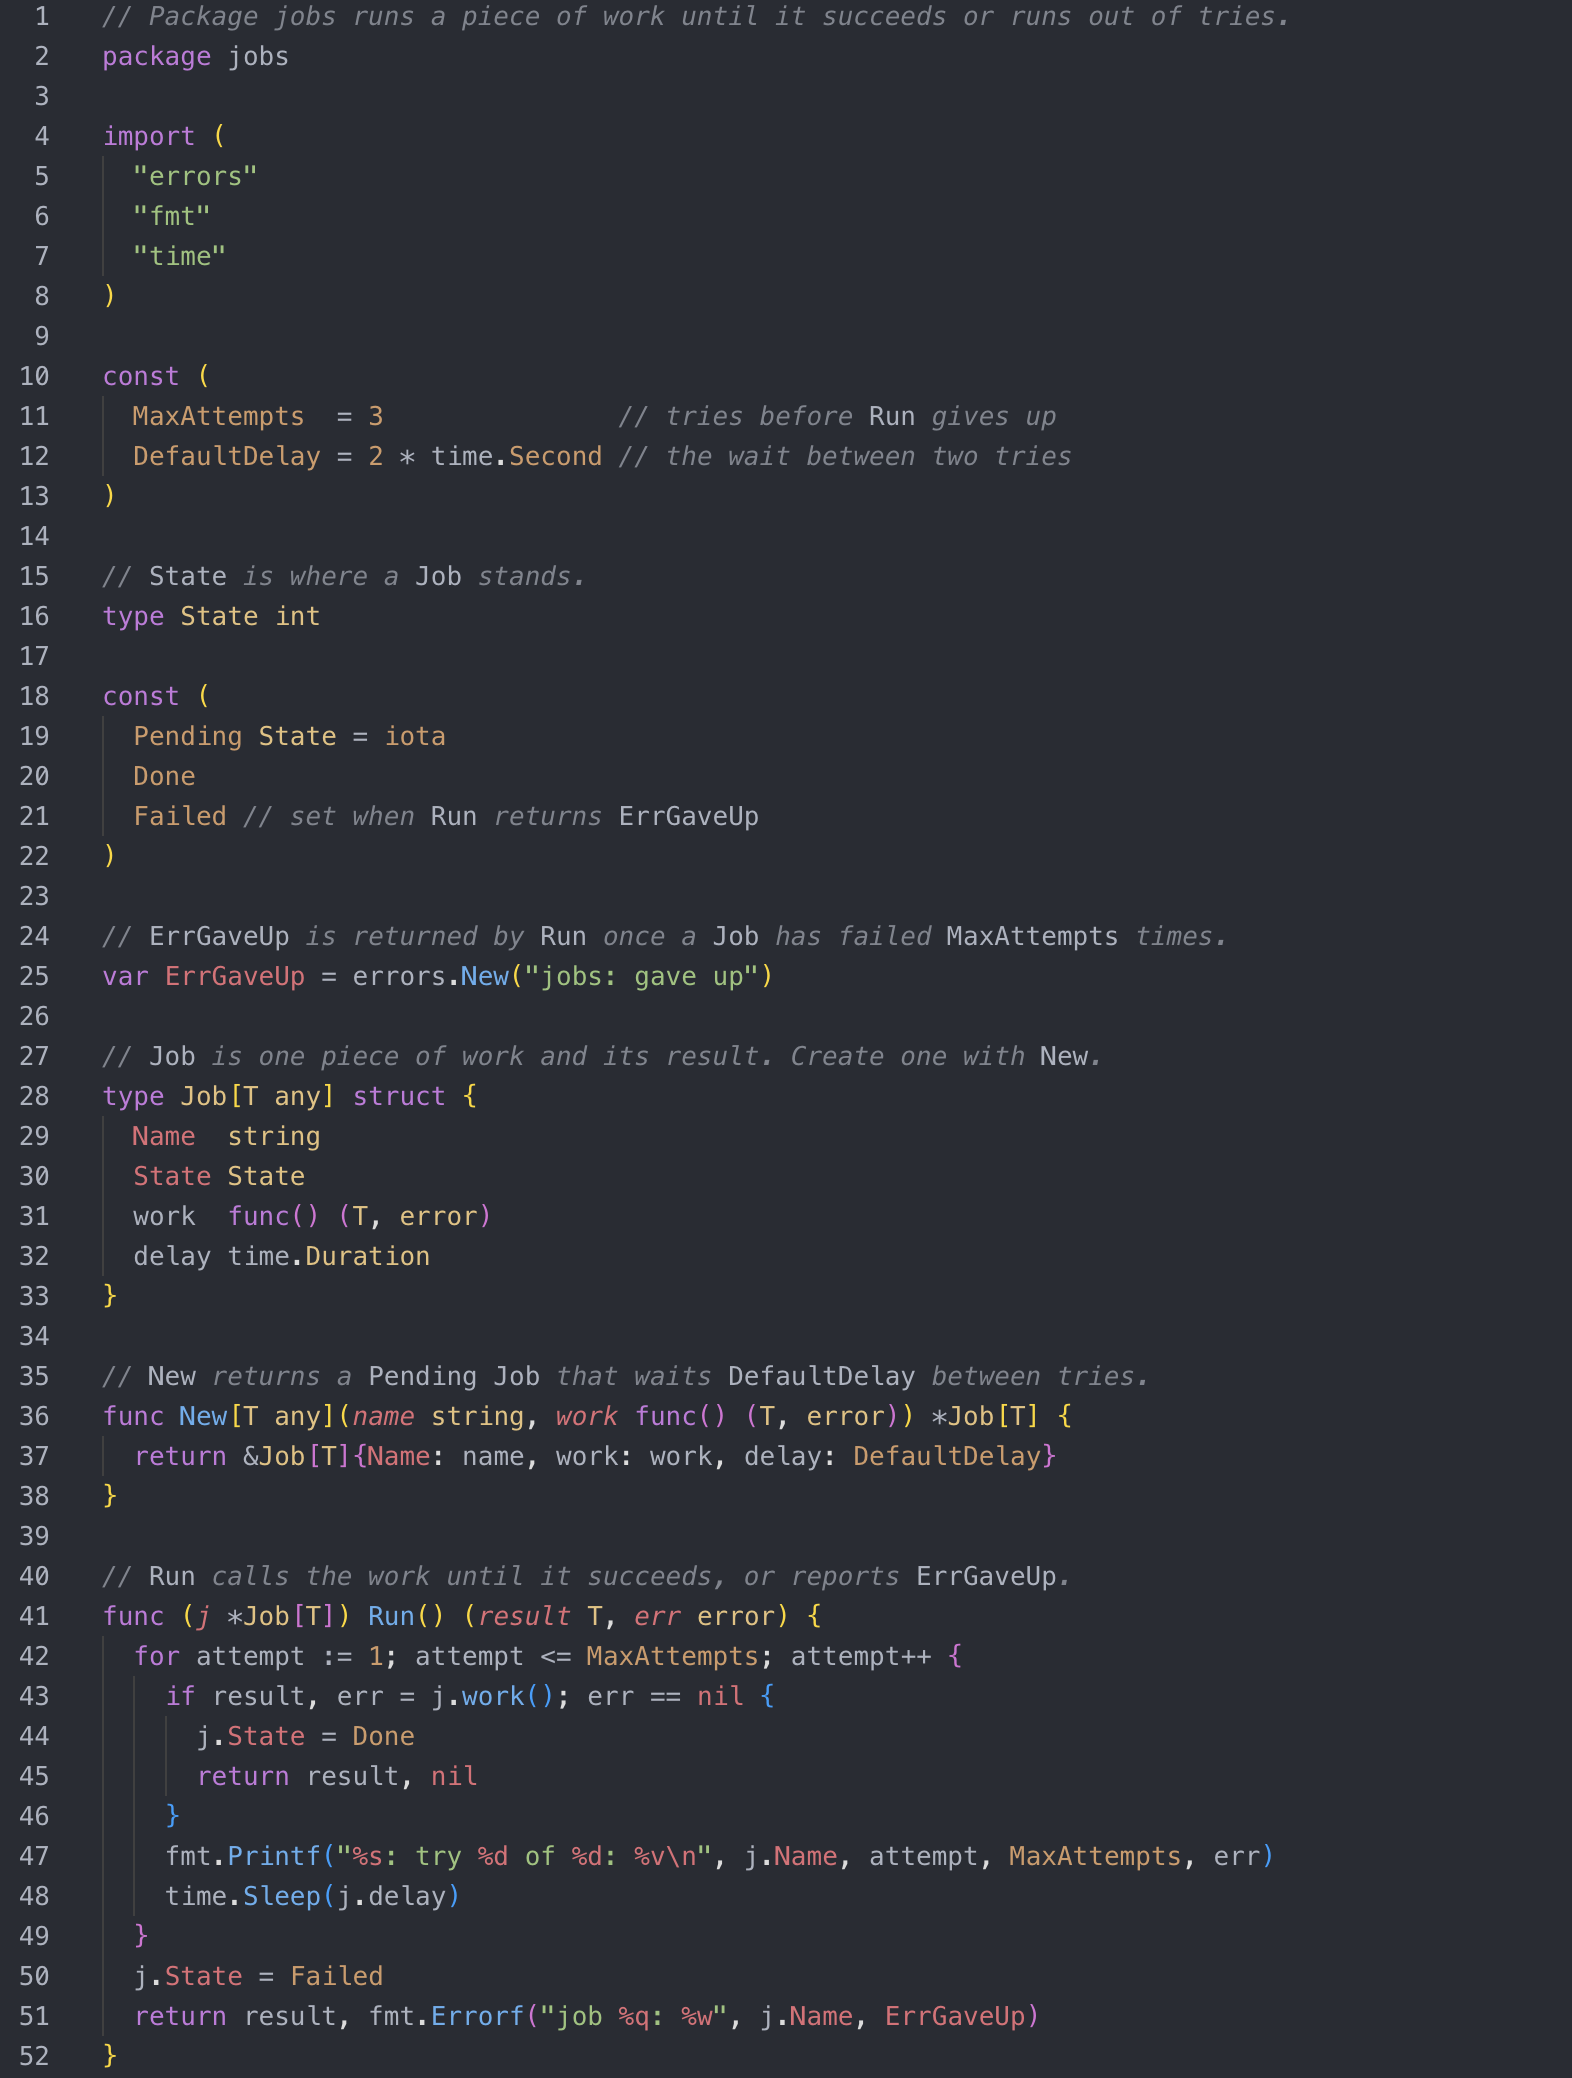 1 // Package jobs runs a piece of work until it succeeds or runs out of tries.
2 package jobs
3
4 import (
5   "errors"
6   "fmt"
7   "time"
8 )
9
10 const (
11   MaxAttempts  = 3               // tries before Run gives up
12   DefaultDelay = 2 * time.Second // the wait between two tries
13 )
14
15 // State is where a Job stands.
16 type State int
17
18 const (
19   Pending State = iota
20   Done
21   Failed // set when Run returns ErrGaveUp
22 )
23
24 // ErrGaveUp is returned by Run once a Job has failed MaxAttempts times.
25 var ErrGaveUp = errors.New("jobs: gave up")
26
27 // Job is one piece of work and its result. Create one with New.
28 type Job[T any] struct {
29   Name  string
30   State State
31   work  func() (T, error)
32   delay time.Duration
33 }
34
35 // New returns a Pending Job that waits DefaultDelay between tries.
36 func New[T any](name string, work func() (T, error)) *Job[T] {
37   return &Job[T]{Name: name, work: work, delay: DefaultDelay}
38 }
39
40 // Run calls the work until it succeeds, or reports ErrGaveUp.
41 func (j *Job[T]) Run() (result T, err error) {
42   for attempt := 1; attempt <= MaxAttempts; attempt++ {
43     if result, err = j.work(); err == nil {
44       j.State = Done
45       return result, nil
46     }
47     fmt.Printf("%s: try %d of %d: %v\n", j.Name, attempt, MaxAttempts, err)
48     time.Sleep(j.delay)
49   }
50   j.State = Failed
51   return result, fmt.Errorf("job %q: %w", j.Name, ErrGaveUp)
52 }